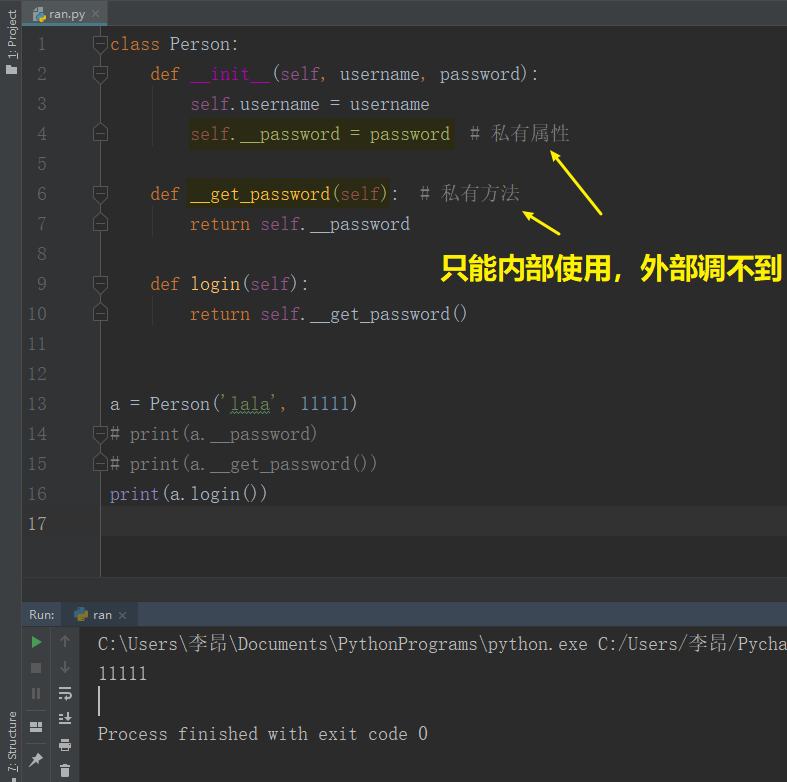 1: Project
ran.py
1 class Person:
2 def __init__(self, username, password):
3 self.username = username
4 self.__password = password # 私有属性
5
6 def __get_password(self): # 私有方法
7 return self.__password
只能内部使用，外部调不到
8
9 def login(self):
10 return self.__get_password()
11
12
13 a = Person('lala', 11111)
14 # print(a.__password)
15 # print(a.__get_password())
16 print(a.login())
17
Run: ran
C:\Users\李昂\Documents\PythonPrograms\python.exe C:/Users/李昂/Pycha
11111
Process finished with exit code 0
7: Structure